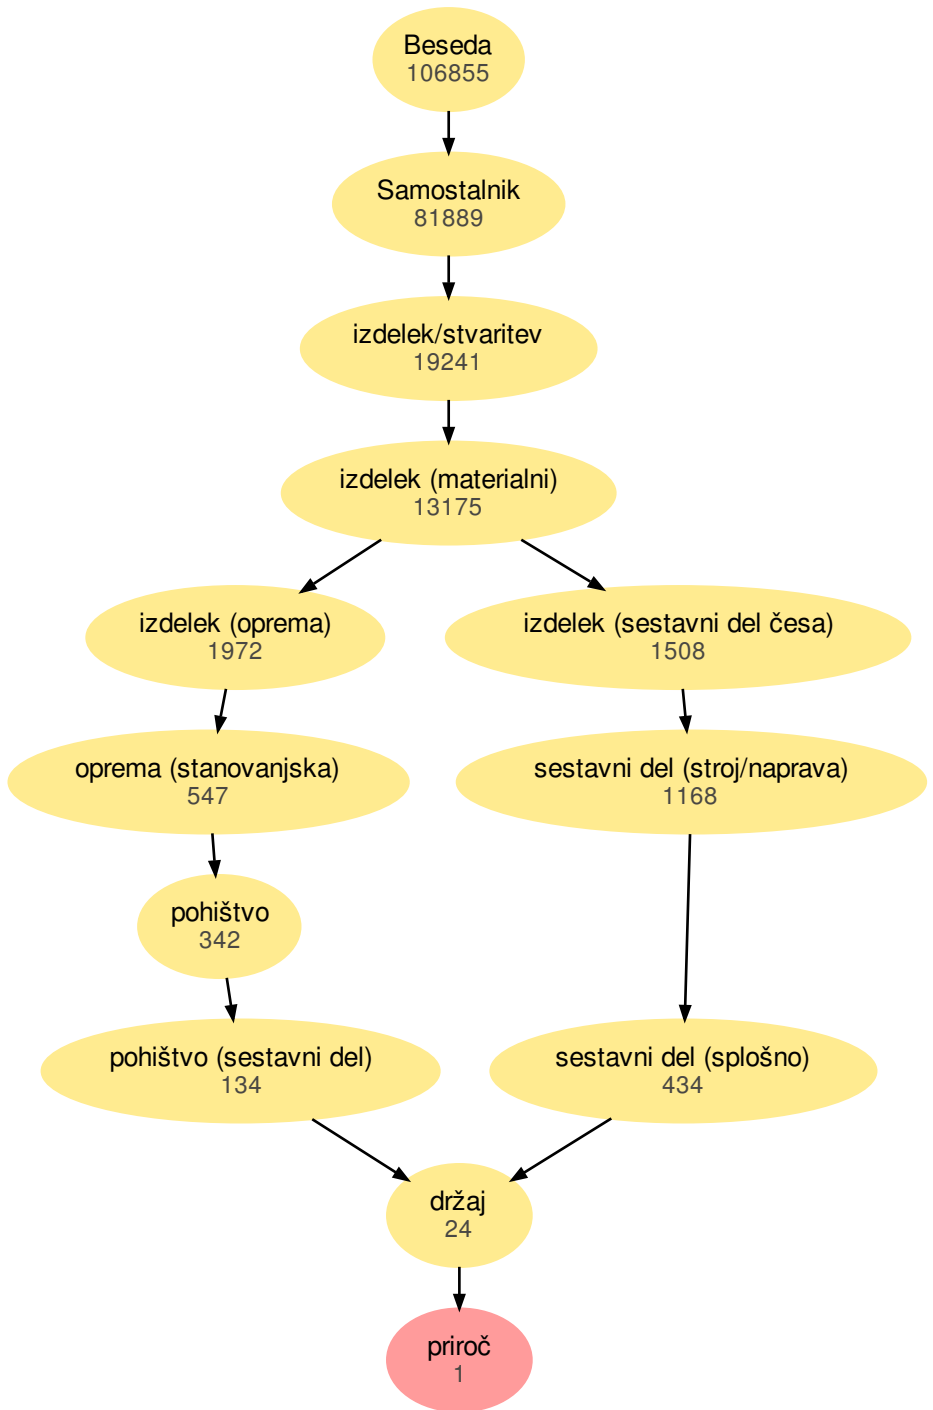 Beseda
106855
Samostalnik
81889
izdelek/stvaritev
19241
izdelek (materialni)
13175
izdelek (oprema)
1972
izdelek (sestavni del česa)
1508
oprema (stanovanjska)
547
sestavni del (stroj/naprava)
1168
pohištvo
342
pohištvo (sestavni del)
134
sestavni del (splošno)
434
držaj
24
priroč
1